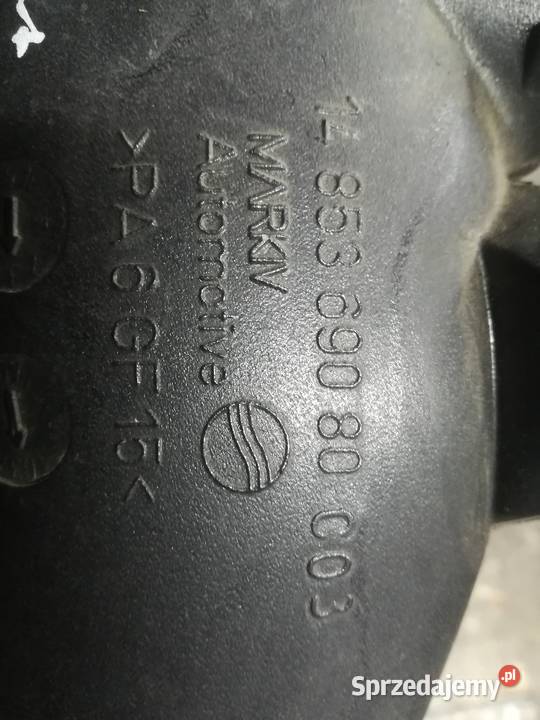 14 853 690 80 C03
MARKIV
Automotive
>PA 6 GF 15<
Sprzedajemy.pl